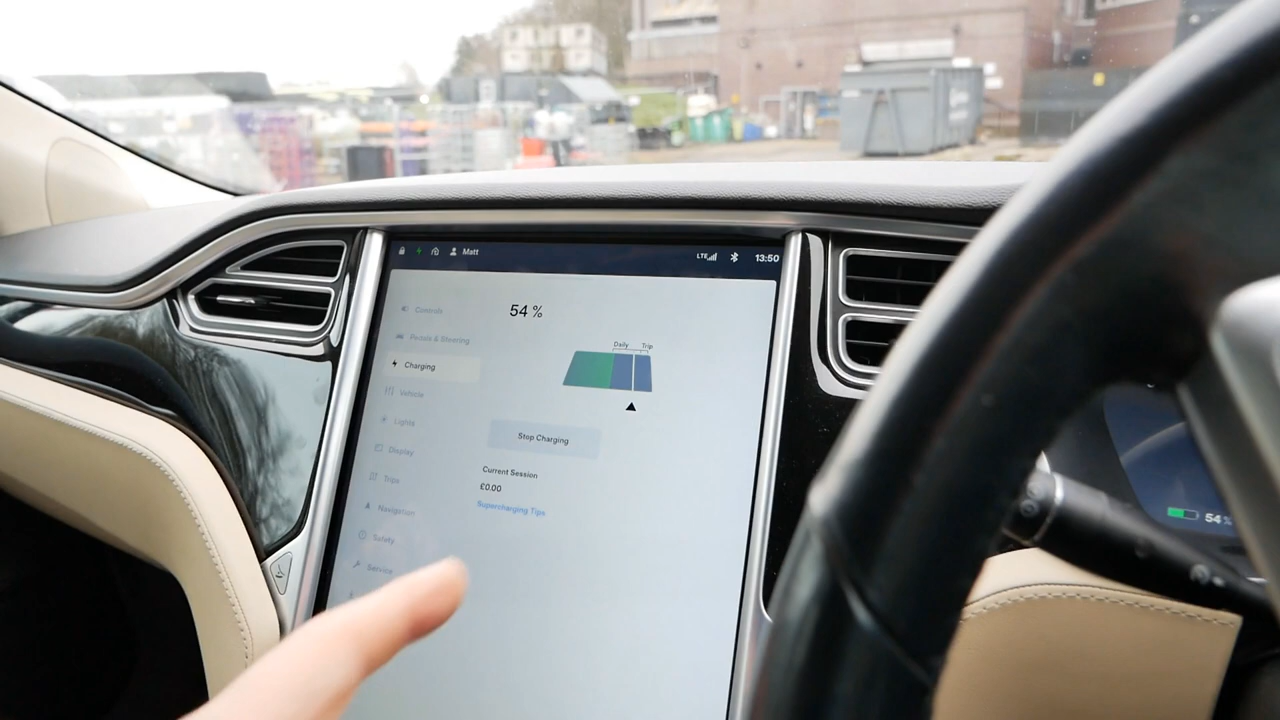 Matt
LTE
13:50
Controls
54 %
Pedals & Steering
Daily Trip
Charging
Vehicle
Lights
Stop Charging
Display
Current Session
Trips
£0.00
Navigation
Supercharging Tips
Safety
Service
54 %